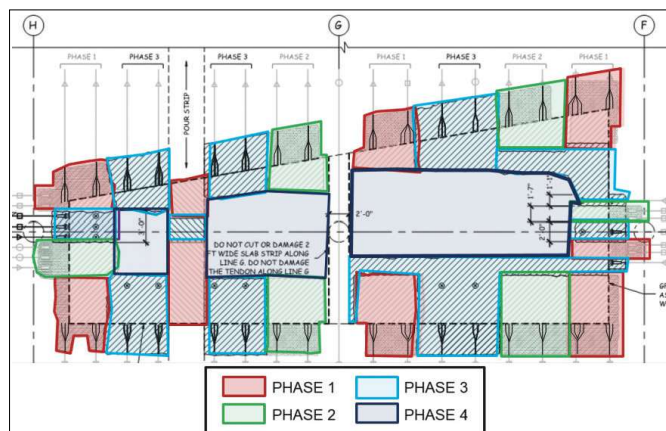 H
G
F
PHASE 1
PHASE 3
PHASE 3
PHASE 2
PHASE 1
PHASE 3
PHASE 2
PHASE 1
POUR STRIP
1'-7"
1'-1"
2'-0"
2'-0"
DO NOT CUT OR DAMAGE 2
FT WIDE SLAB STRIP ALONG
LINE G. DO NOT DAMAGE
THE TENDON ALONG LINE
G
PHASE 1
PHASE 3
PHASE 2
PHASE 4